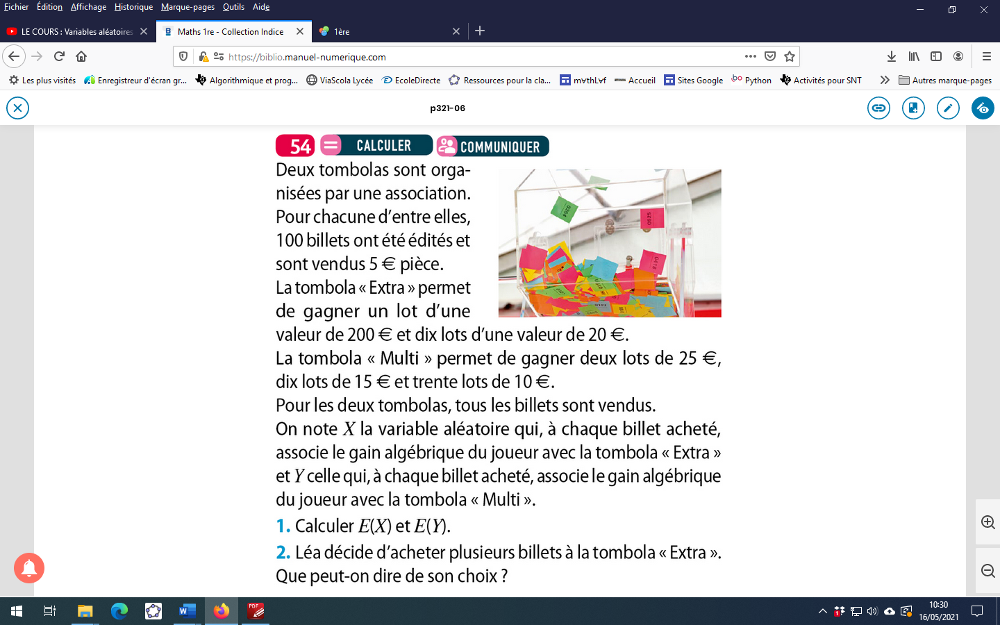 Fichier Édition Affichage Historique Marque-pages Outils Aide
LE COURS : Variables aléatoires
Maths 1re - Collection Indice
1ère
https://biblio.manuel-numerique.com
Les plus visités Enregistreur d'écran gr... Algorithmique et prog... ViaScola Lycée EcoleDirecte Ressources pour la cla... m∀thL∀f Accueil Sites Google Python Activités pour SNT Autres marque-pages
p321-06
54 CALCULER COMMUNIQUER
Deux tombolas sont orga-
nisées par une association.
Pour chacune d'entre elles,
100 billets ont été édités et
sont vendus 5 € pièce.
La tombola « Extra » permet
de gagner un lot d'une
valeur de 200 € et dix lots d'une valeur de 20 €.
La tombola « Multi » permet de gagner deux lots de 25 €,
dix lots de 15 € et trente lots de 10 €.
Pour les deux tombolas, tous les billets sont vendus.
On note X la variable aléatoire qui, à chaque billet acheté,
associe le gain algébrique du joueur avec la tombola « Extra »
et Y celle qui, à chaque billet acheté, associe le gain algébrique
du joueur avec la tombola « Multi ».
1. Calculer E(X) et E(Y).
2. Léa décide d'acheter plusieurs billets à la tombola « Extra ».
Que peut-on dire de son choix ?
10:30
16/05/2021